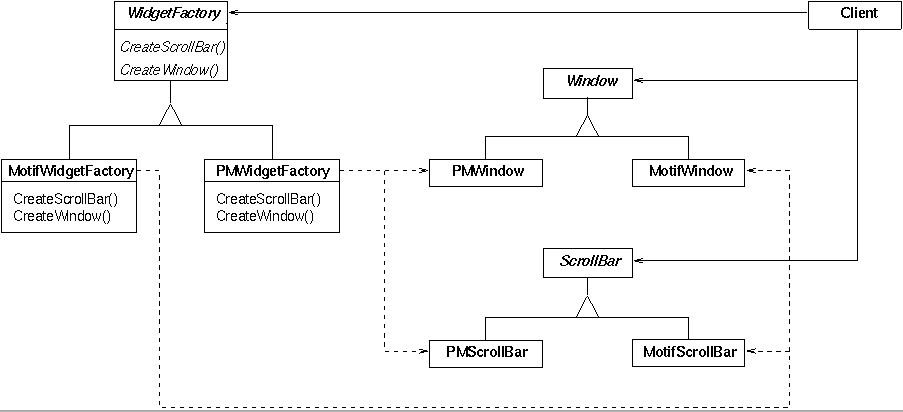 WidgetFactory
Client
CreateScrollBar()
CreateWindow()
Window
MotifWidgetFactory
PMWidgetFactory
PMWindow
MotifWindow
CreateScrollBar()
CreateWindow()
CreateScrollBar()
CreateWindow()
ScrollBar
PMScrollBar
MotifScrollBar